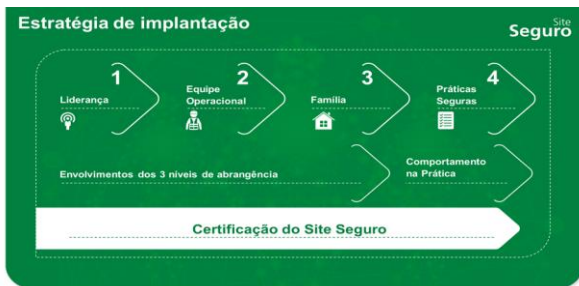 Estratégia de implantação
Site
Seguro
1
Liderança
2
Equipe
Operacional
3
Família
4
Práticas
Seguras
Envolvimentos dos 3 níveis de abrangência
Comportamento
na Prática
Certificação do Site Seguro